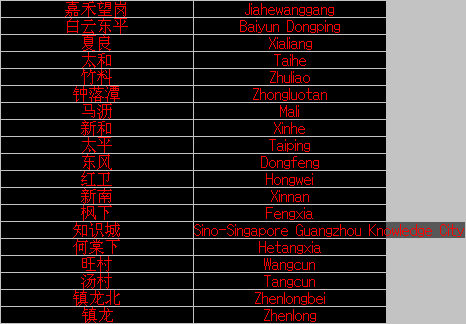 嘉禾望岗 Jiahewanggang
白云东平 Baiyun Dongping
夏良 Xialiang
太和 Taihe
竹料 Zhuliao
钟落潭 Zhongluotan
马沥 Mali
新和 Xinhe
太平 Taiping
东风 Dongfeng
红卫 Hongwei
新南 Xinnan
枫下 Fengxia
知识城 Sino-Singapore Guangzhou Knowledge City
何棠下 Hetangxia
旺村 Wangcun
汤村 Tangcun
镇龙北 Zhenlongbei
镇龙 Zhenlong